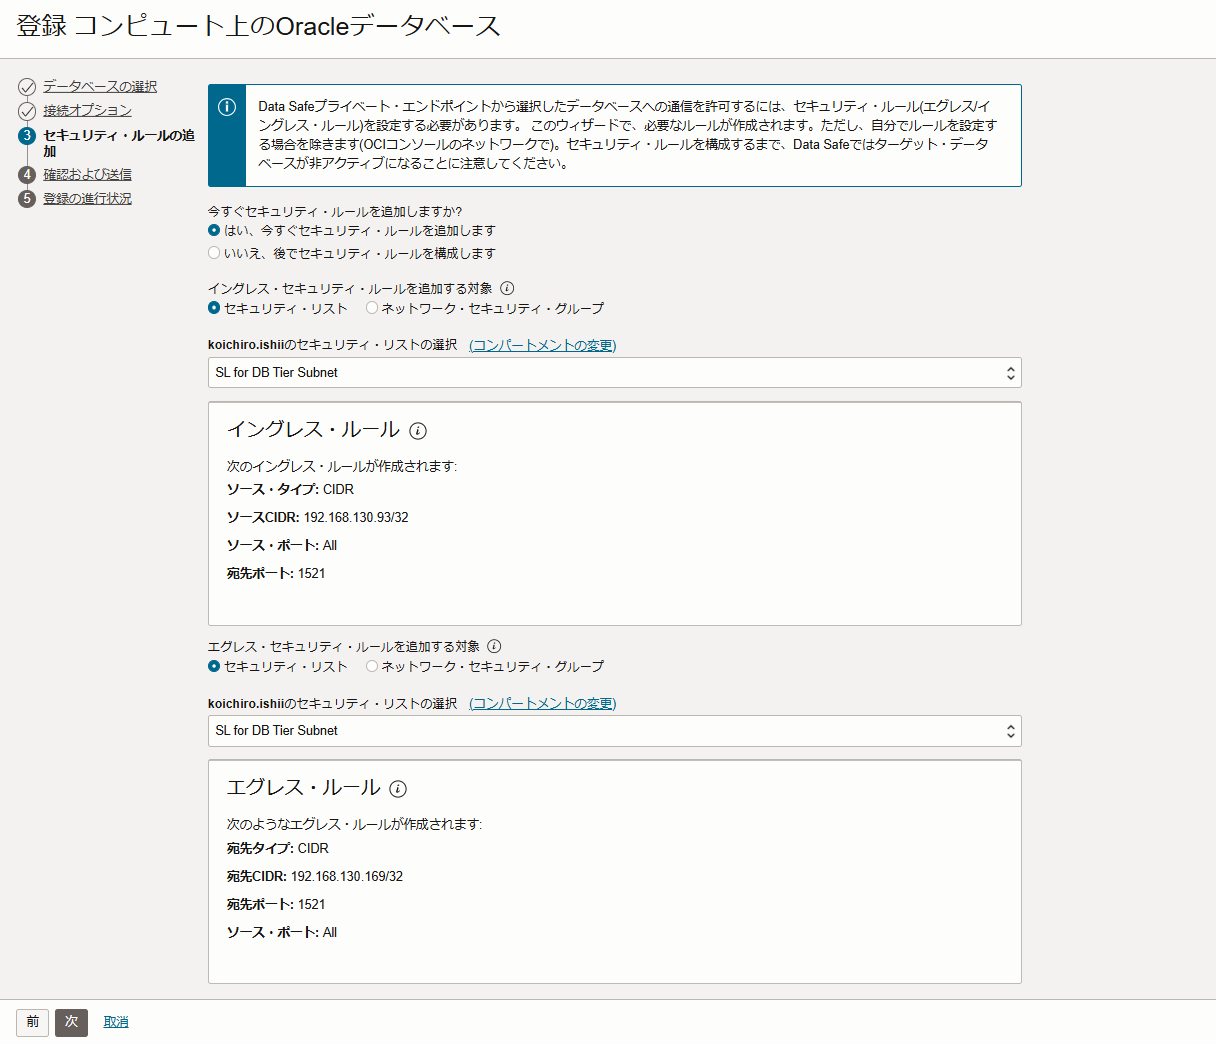 登録 コンピュート上のOracleデータベース
データベースの選択
接続オプション
3 セキュリティ・ルールの追
加
4 確認および送信
5 登録の進行状況
Data Safeプライベート・エンドポイントから選択したデータベースへの通信を許可するには、セキュリティ・ルール(エグレス/イ
ングレス・ルール)を設定する必要があります。 このウィザードで、必要なルールが作成されます。ただし、自分でルールを設定す
る場合を除きます(OCIコンソールのネットワークで)。セキュリティ・ルールを構成するまで、Data Safeではターゲット・データ
ベースが非アクティブになることに注意してください。
今すぐセキュリティ・ルールを追加しますか?
はい、今すぐセキュリティ・ルールを追加します
いいえ、後でセキュリティ・ルールを構成します
イングレス・セキュリティ・ルールを追加する対象
セキュリティ・リスト ネットワーク・セキュリティ・グループ
koichiro.ishiiのセキュリティ・リストの選択 (コンパートメントの変更)
SL for DB Tier Subnet
イングレス・ルール
次のイングレス・ルールが作成されます:
ソース・タイプ: CIDR
ソースCIDR: 192.168.130.93/32
ソース・ポート: All
宛先ポート: 1521
エグレス・セキュリティ・ルールを追加する対象
セキュリティ・リスト ネットワーク・セキュリティ・グループ
koichiro.ishiiのセキュリティ・リストの選択 (コンパートメントの変更)
SL for DB Tier Subnet
エグレス・ルール
次のようなエグレス・ルールが作成されます:
宛先タイプ: CIDR
宛先CIDR: 192.168.130.169/32
宛先ポート: 1521
ソース・ポート: All
前 次 取消